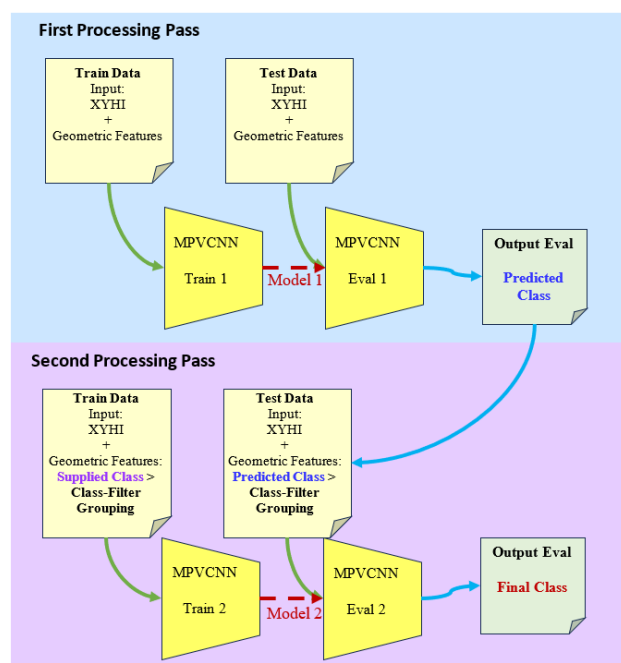 First Processing Pass
Train Data
Input:
XYHI
+
Geometric Features
Test Data
Input:
XYHI
+
Geometric Features
MPVCNN
Train 1
Model 1
MPVCNN
Eval 1
Output Eval
Predicted
Class
Second Processing Pass
Train Data
Input:
XYHI
+
Geometric Features:
Supplied Class >
Class-Filter
Grouping
Test Data
Input:
XYHI
+
Geometric Features:
Predicted Class >
Class-Filter
Grouping
MPVCNN
Train 2
Model 2
MPVCNN
Eval 2
Output Eval
Final Class